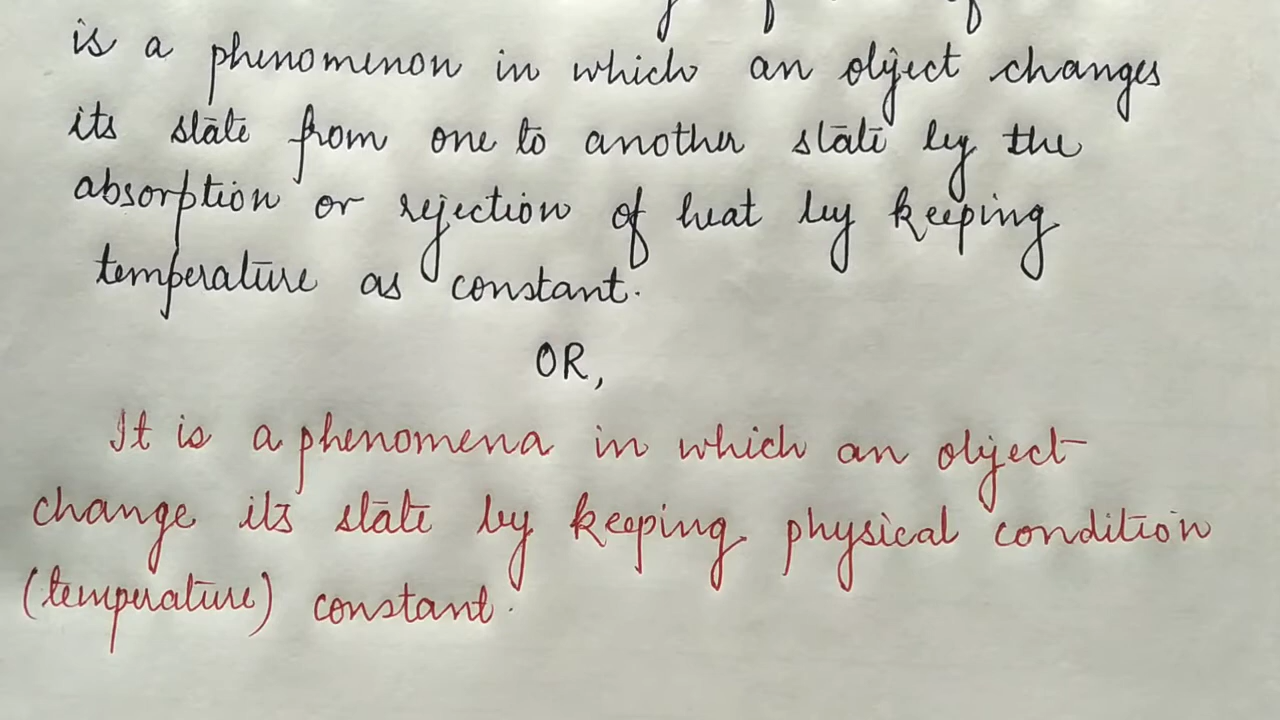 is a phenomenon in which an object changes
its state from one to another state by the
absorption or rejection of heat by keeping
temperature as constant.
OR,
It is a phenomena in which an object
change its state by keeping physical condition
(temperature) constant.